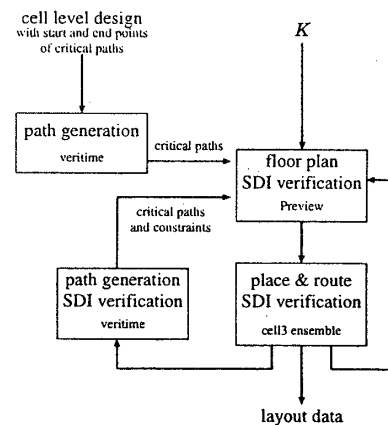 cell level design
with start and end points
of critical paths
K
path generation
veritime
critical paths
floor plan
SDI verification
Preview
critical paths
and constraints
path generation
SDI verification
veritime
place & route
SDI verification
cell3 ensemble
layout data